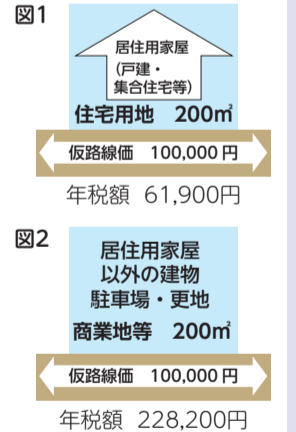 図1
居住用家屋
(戸建・
集合住宅等)
住宅用地 200㎡
仮路線価 100,000円
年税額 61,900円
図2
居住用家屋
以外の建物
駐車場・更地
商業地等 200㎡
仮路線価 100,000円
年税額 228,200円